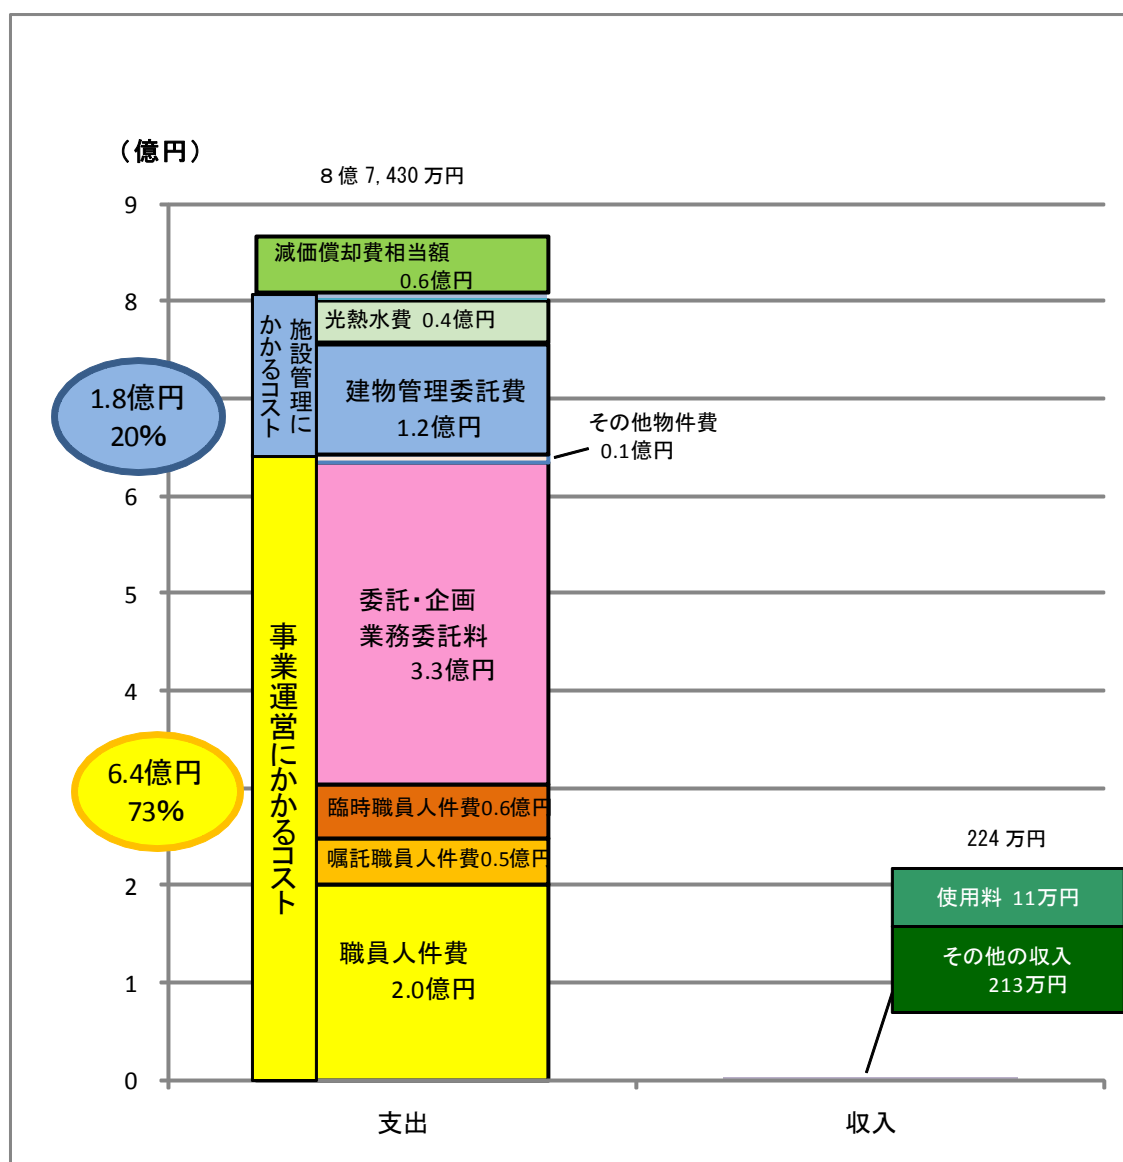 （億円）
８億 7,430 万円
9
8
6
5
4
2
1
0
減価償却費相当額
0.6億円
施設管理に
かかるコスト
光熱水費 0.4億円
建物管理委託費
1.2億円
1.8億円
20%
その他物件費
0.1億円
事業運営にかかるコスト
委託・企画
業務委託料
3.3億円
6.4億円
73%
臨時職員人件費0.6億円
嘱託職員人件費0.5億円
職員人件費
2.0億円
224 万円
使用料 11万円
その他の収入
213万円
支出
収入